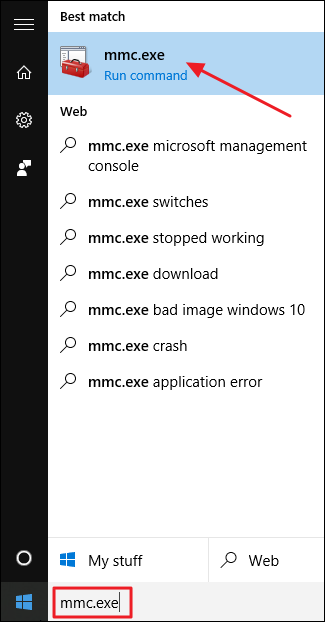 Best match
mmc.exe
Run command
Web
mmc.exe microsoft management
console
mmc.exe switches
mmc.exe stopped working
mmc.exe download
mmc.exe bad image windows 10
mmc.exe crash
mmc.exe application error
My stuff
Web
mmc.exe